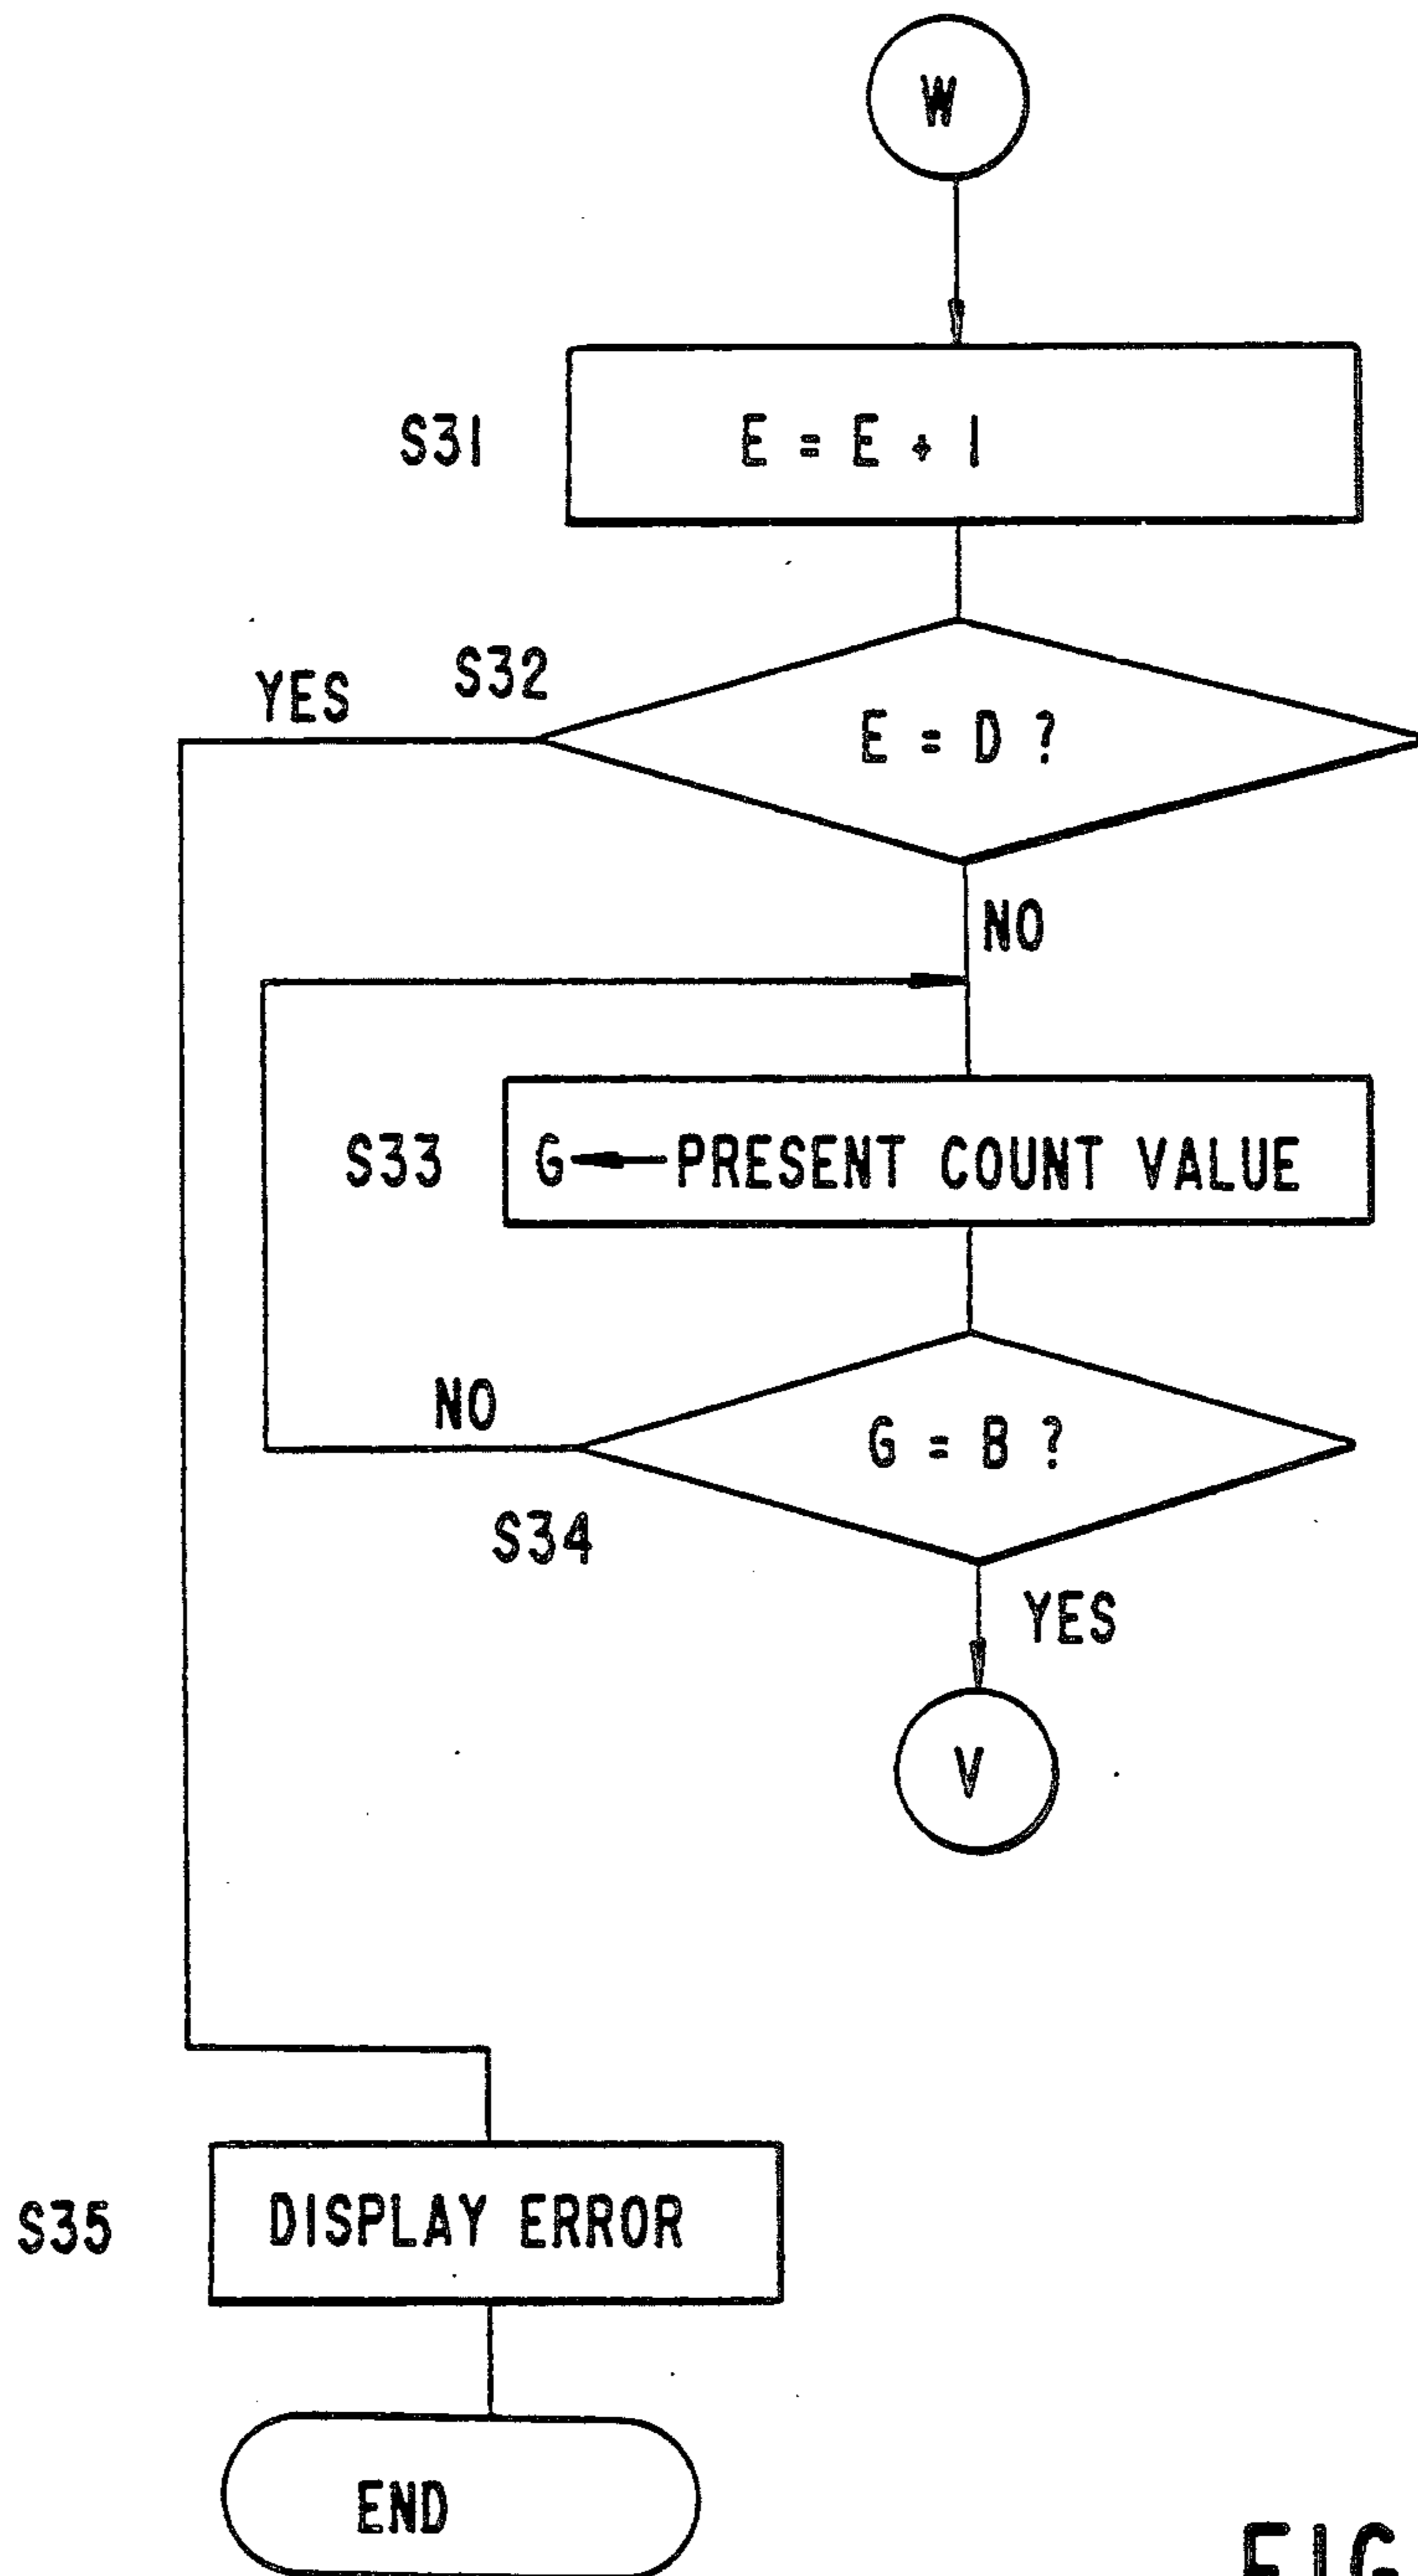 W
S31
E = E + 1
S32
YES
E = D ?
NO
S33
G ← PRESENT COUNT VALUE
NO
G = B ?
S34
YES
V
S35
DISPLAY ERROR
END